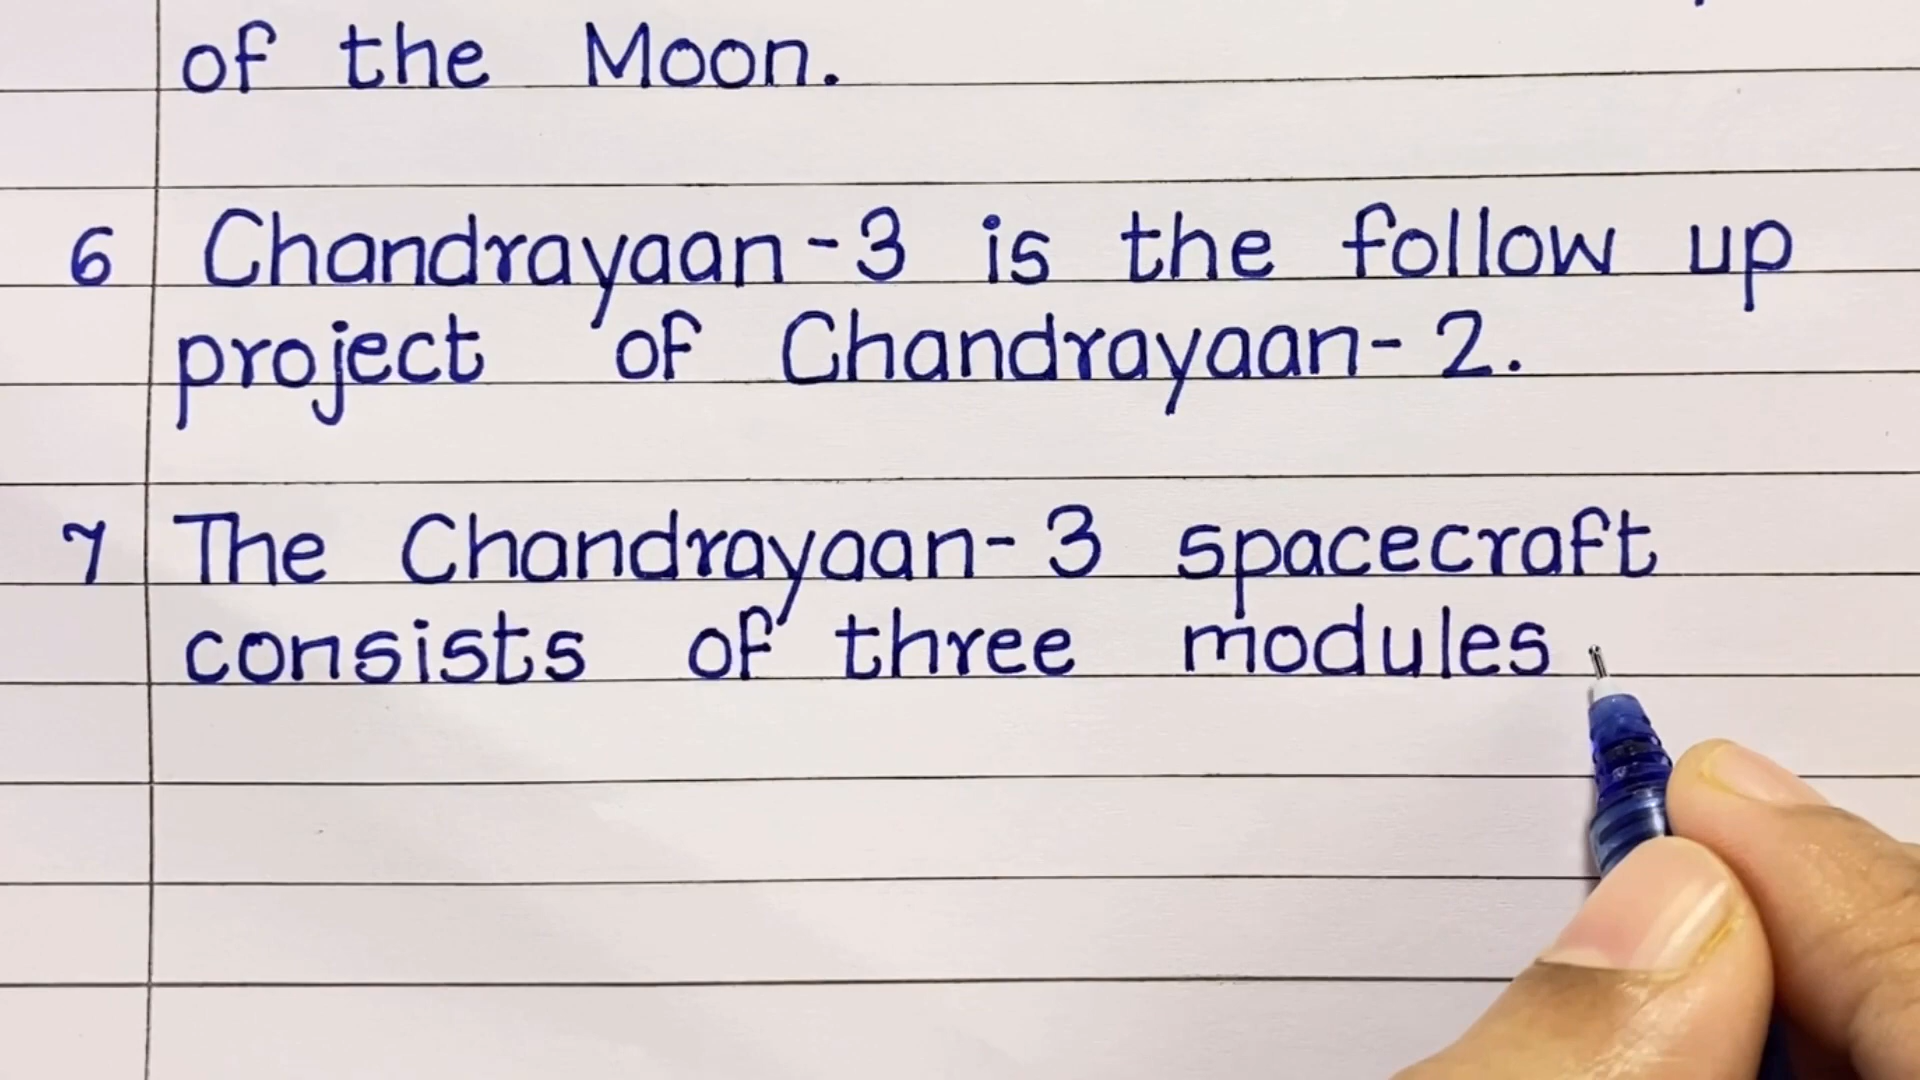 of the Moon.
6 Chandrayaan-3 is the follow up
project of Chandrayaan-2.
7 The Chandrayaan-3 spacecraft
consists of three modules